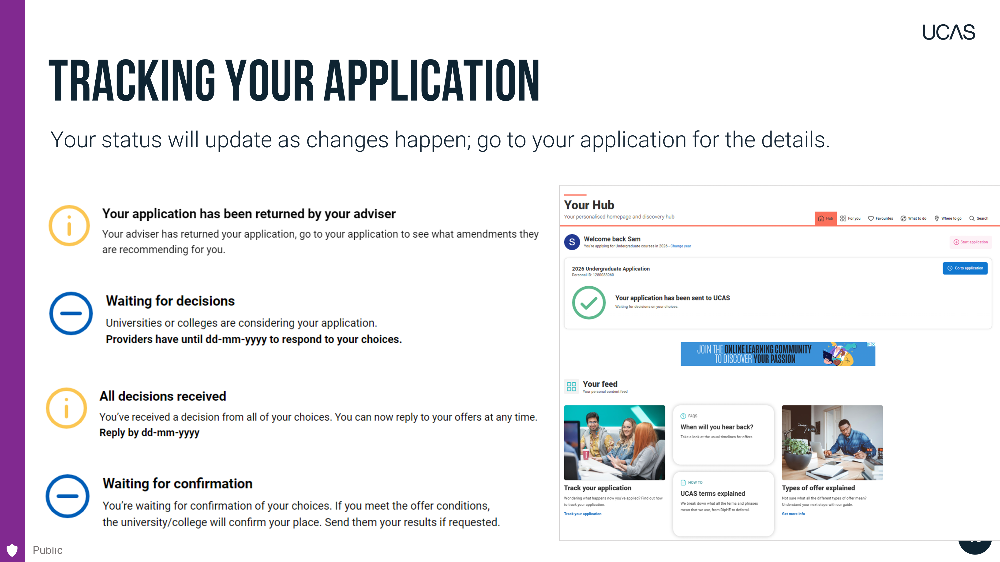 UCAS
TRACKING YOUR APPLICATION
Your status will update as changes happen; go to your application for the details.
Your application has been returned by your adviser
Your adviser has returned your application, go to your application to see what amendments they
are recommending for you.
Waiting for decisions
Universities or colleges are considering your application.
Providers have until dd-mm-yyyy to respond to your choices.
All decisions received
You've received a decision from all of your choices. You can now reply to your offers at any time.
Reply by dd-mm-yyyy
Waiting for confirmation
You're waiting for confirmation of your choices. If you meet the offer conditions,
the university/college will confirm your place. Send them your results if requested.
Your Hub
Your personalised homepage and discovery hub
Hub For you Favourites What to do Where to go Search
S
Welcome back Sam
You're applying for Undergraduate courses in 2026 - Change year
Start application
2026 Undergraduate Application
Personal ID: 1280033960
Go to application
Your application has been sent to UCAS
Waiting for decisions on your choices.
JOIN THE ONLINE LEARNING COMMUNITY
TO DISCOVER YOUR PASSION
Your feed
Your personal content feed
Track your application
Wondering what happens now you've applied? Find out how
to track your application.
Track your application
FAQS
When will you hear back?
Take a look at the usual timelines for offers.
HOW TO
UCAS terms explained
We break down what all the terms and phrases
mean that we use, from DipHE to deferral.
Types of offer explained
Not sure what all the different types of offer mean?
Understand your next steps with our guide.
Get more info
Public